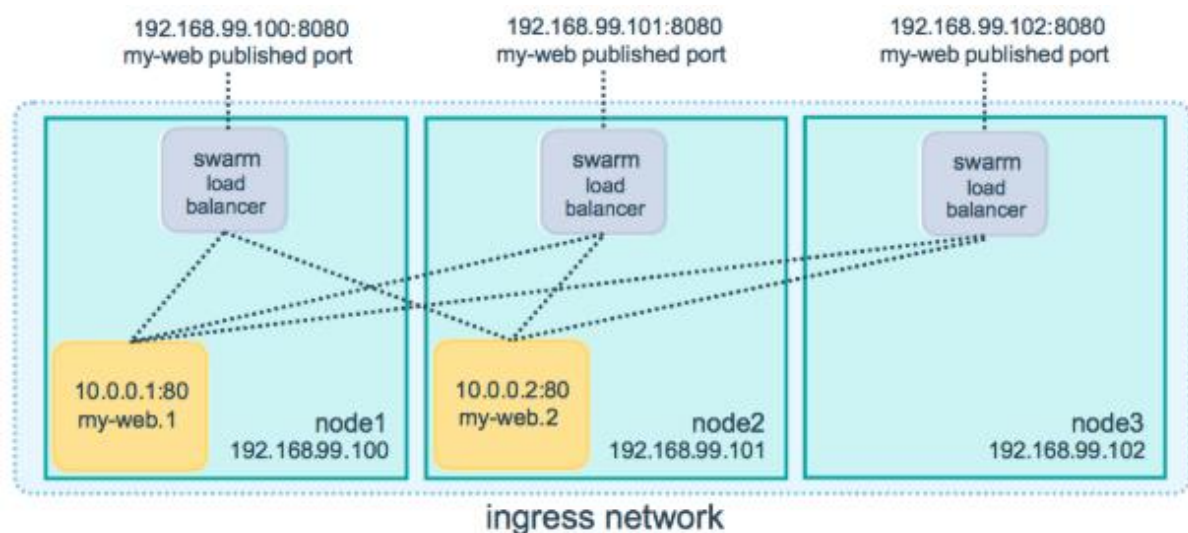 192.168.99.100:8080
my-web published port
192.168.99.101:8080
my-web published port
192.168.99.102:8080
my-web published port
swarm
load
balancer
swarm
load
balancer
swarm
load
balancer
10.0.0.1:80
my-web.1
node1
192.168.99.100
10.0.0.2:80
my-web.2
node2
192.168.99.101
node3
192.168.99.102
ingress network